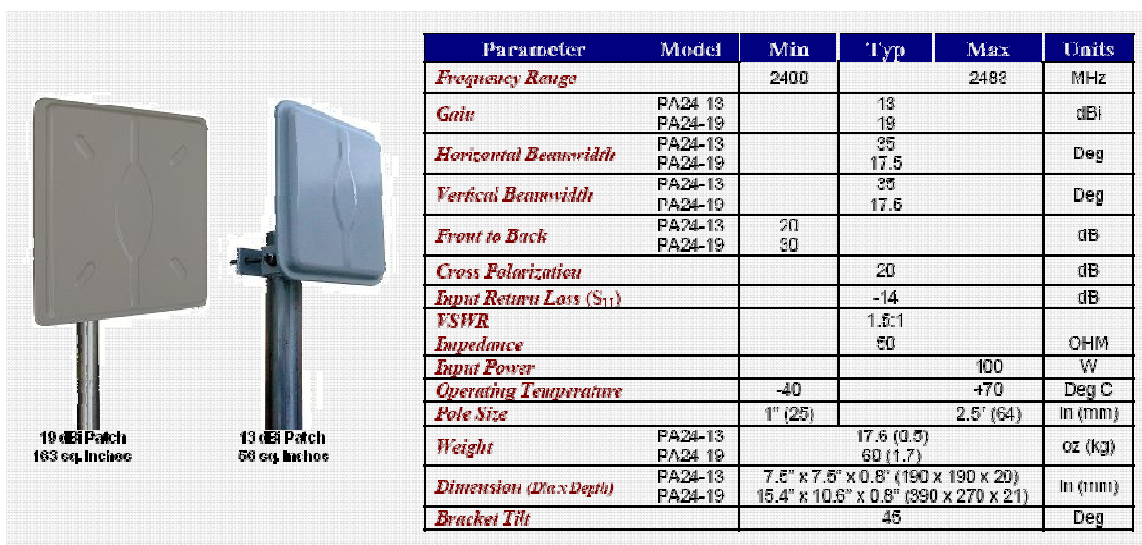 Parameter Model Min Typ Max Units
Frequency Range 2400 2483 MHz
Gain PA24-13 13 dBi
PA24-19 19
Horizontal Beamwidth PA24-13 35 Deg
PA24-19 17.5
Vertical Beamwidth PA24-13 35 Deg
PA24-19 17.5
Front to Back PA24-13 20 dB
PA24-19 30
Cross Polarization 20 dB
Input Return Loss (S11) -14 dB
VSWR 1.5:1
Impedance 50 OHM
Input Power 100 W
Operating Temperature -40 +70 Deg C
Pole Size 1" (25) 2.5" (64) In (mm)
Weight PA24-13 17.6 (0.5) oz (kg)
PA24-19 60 (1.7)
Dimension (Dia x Depth) PA24-13 7.5" x 7.5" x 0.8" (190 x 190 x 20) In (mm)
PA24-19 15.4" x 10.6" x 0.8" (390 x 270 x 21)
Bracket Tilt 45 Deg
19 dBi Patch
163 sq. Inches
13 dBi Patch
56 sq. Inches